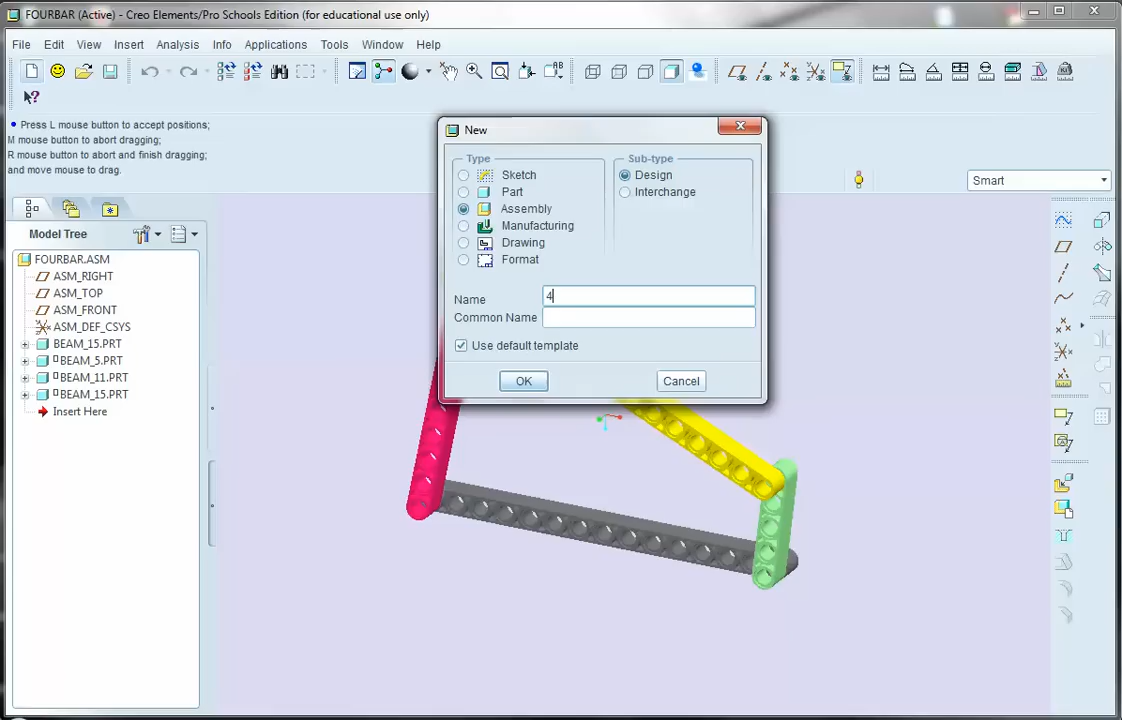 FOURBAR (Active) - Creo Elements/Pro Schools Edition (for educational use only)
File Edit View Insert Analysis Info Applications Tools Window Help
Press L mouse button to accept positions;
M mouse button to abort dragging;
R mouse button to abort and finish dragging;
and move mouse to drag.
Smart
Model Tree
FOURBAR.ASM
ASM_RIGHT
ASM_TOP
ASM_FRONT
ASM_DEF_CSYS
BEAM_15.PRT
BEAM_5.PRT
BEAM_11.PRT
BEAM_15.PRT
Insert Here
New
Type
Sketch
Part
Assembly
Manufacturing
Drawing
Format
Sub-type
Design
Interchange
Name 4
Common Name
Use default template
OK Cancel